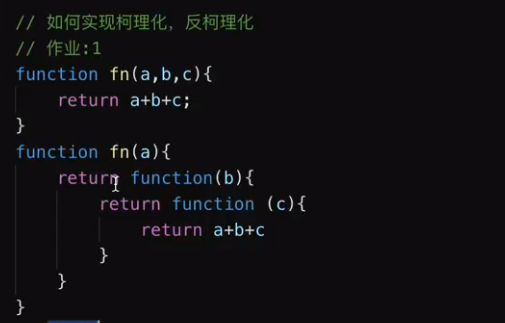 // 如何实现柯理化，反柯理化
// 作业:1
function fn(a,b,c){
    return a+b+c;
}
function fn(a){
    return function(b){
        return function (c){
            return a+b+c
        }
    }
}